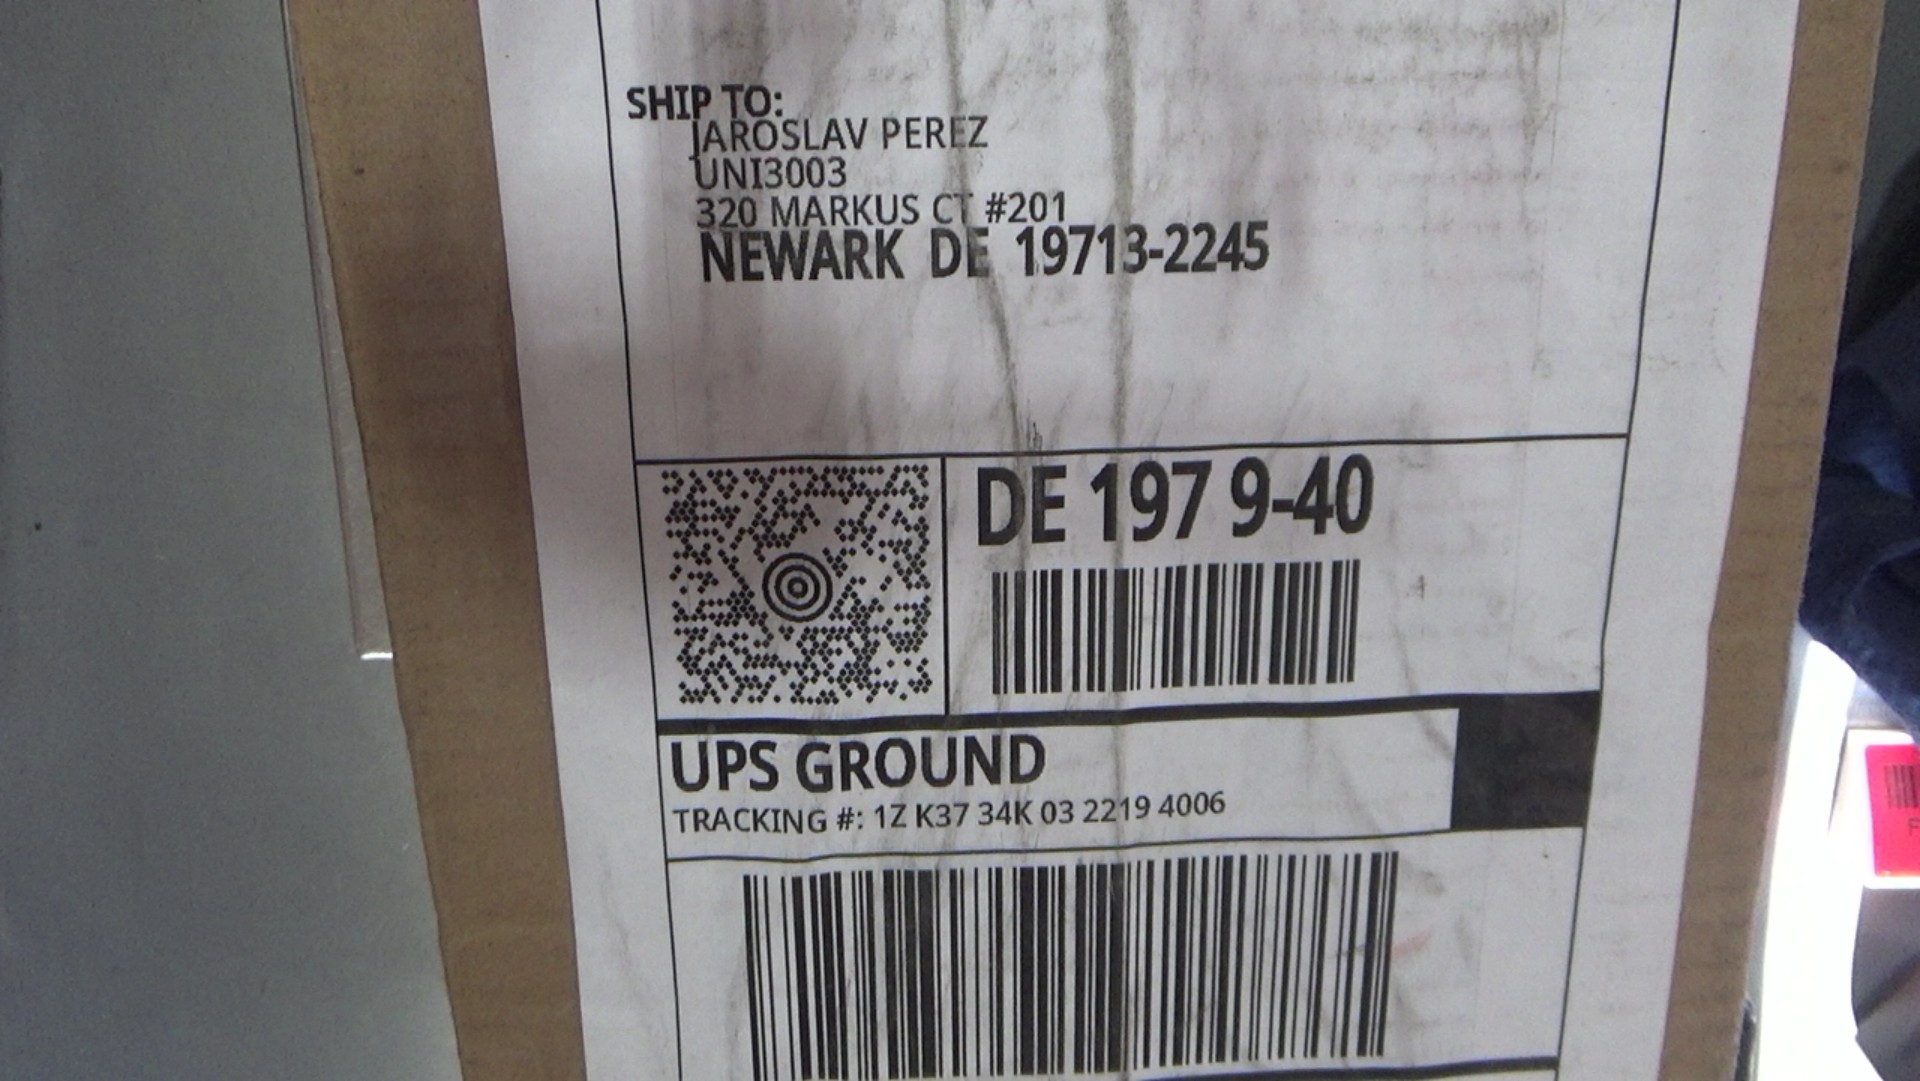 SHIP TO:
JAROSLAV PEREZ
UNI3003
320 MARKUS CT #201
NEWARK DE 19713-2245
DE 197 9-40
UPS GROUND
TRACKING #: 1Z K37 34K 03 2219 4006
F